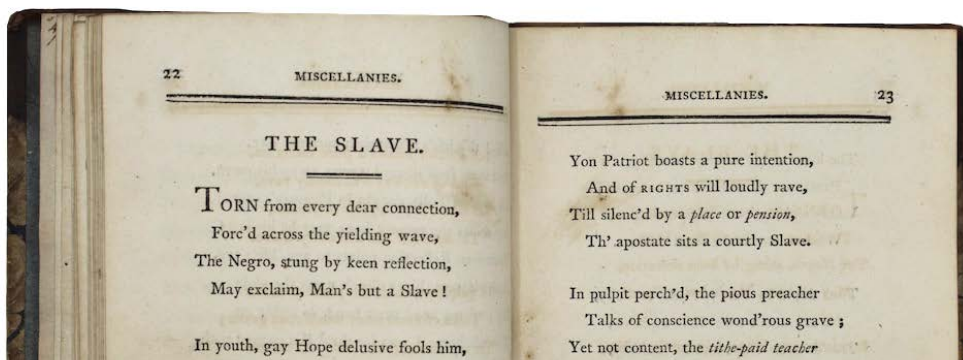 22
MISCELLANIES.
THE SLAVE.
TORN from every dear connection,
Forc'd across the yielding wave,
The Negro, stung by keen reflection,
May exclaim, Man's but a Slave!
In youth, gay Hope delusive fools him,
MISCELLANIES.
23
Yon Patriot boasts a pure intention,
And of RIGHTS will loudly rave,
Till silenc'd by a place or pension,
Th' apostate sits a courtly Slave.
In pulpit perch'd, the pious preacher
Talks of conscience wond'rous grave;
Yet not content, the tithe-paid teacher